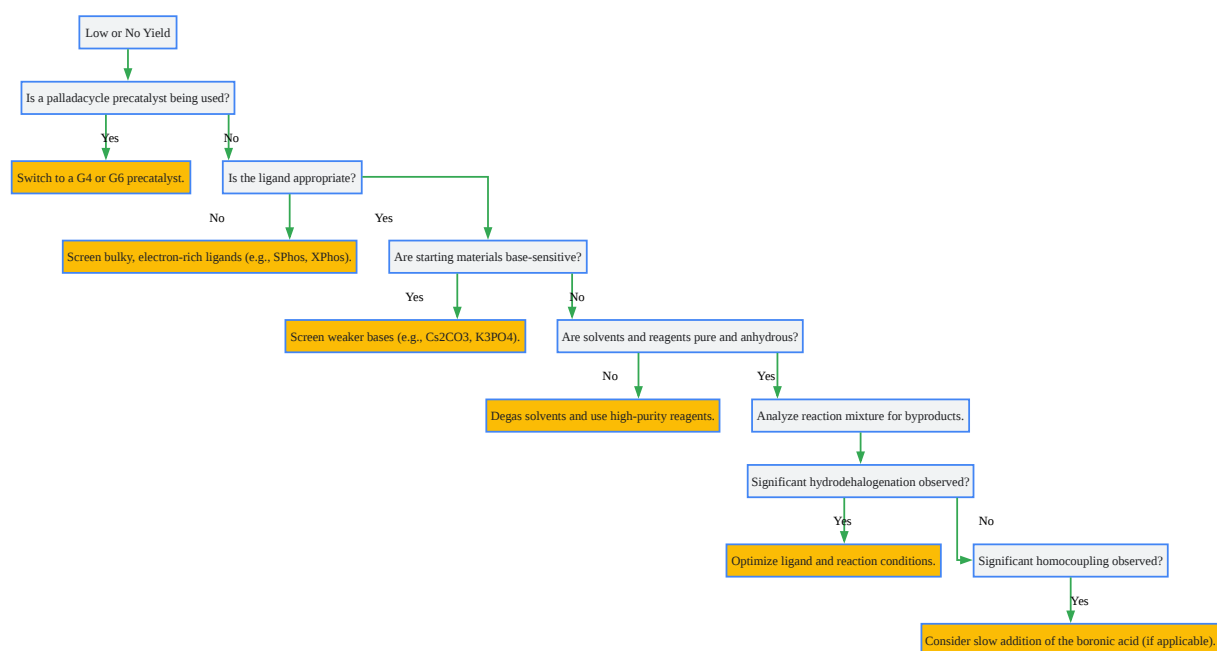 Low or No Yield
Is a palladacycle precatalyst being used?
Yes
No
Switch to a G4 or G6 precatalyst.
Is the ligand appropriate?
No
Yes
Screen bulky, electron-rich ligands (e.g., SPhos, XPhos).
Are starting materials base-sensitive?
Yes
No
Screen weaker bases (e.g., Cs2CO3, K3PO4).
Are solvents and reagents pure and anhydrous?
No
Yes
Degas solvents and use high-purity reagents.
Analyze reaction mixture for byproducts.
Significant hydrodehalogenation observed?
Yes
No
Optimize ligand and reaction conditions.
Significant homocoupling observed?
Yes
Consider slow addition of the boronic acid (if applicable).